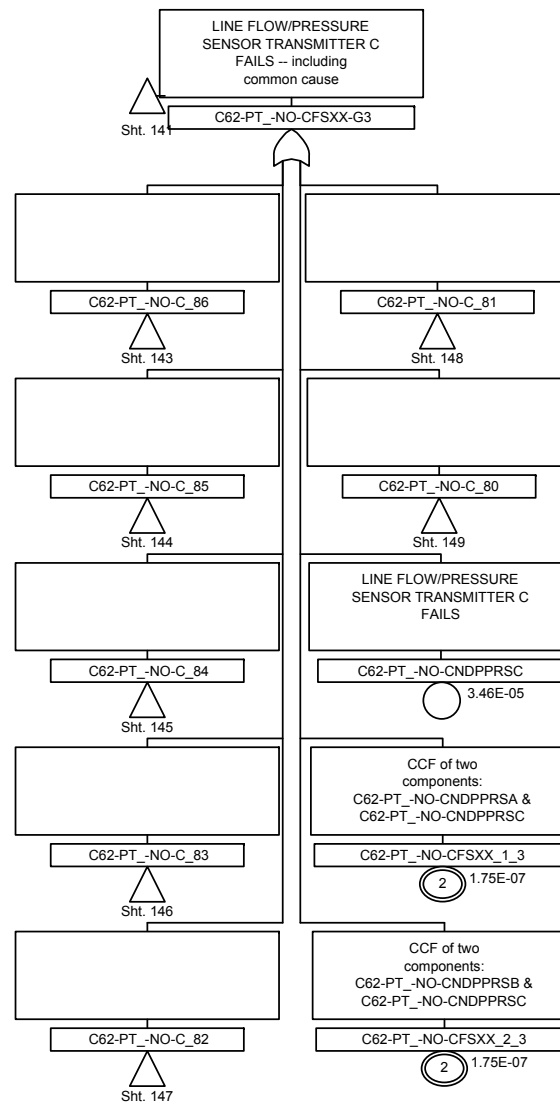 LINE FLOW/PRESSURE
SENSOR TRANSMITTER C
FAILS -- including
common cause
C62-PT_-NO-CFSXX-G3
Sht. 141
C62-PT_-NO-C_86
Sht. 143
C62-PT_-NO-C_81
Sht. 148
C62-PT_-NO-C_85
Sht. 144
C62-PT_-NO-C_80
Sht. 149
C62-PT_-NO-C_84
Sht. 145
LINE FLOW/PRESSURE
SENSOR TRANSMITTER C
FAILS
C62-PT_-NO-CNDPPRSC
3.46E-05
C62-PT_-NO-C_83
Sht. 146
CCF of two
components:
C62-PT_-NO-CNDPPRSA &
C62-PT_-NO-CNDPPRSC
C62-PT_-NO-CFSXX_1_3
2
1.75E-07
C62-PT_-NO-C_82
Sht. 147
CCF of two
components:
C62-PT_-NO-CNDPPRSB &
C62-PT_-NO-CNDPPRSC
C62-PT_-NO-CFSXX_2_3
2
1.75E-07